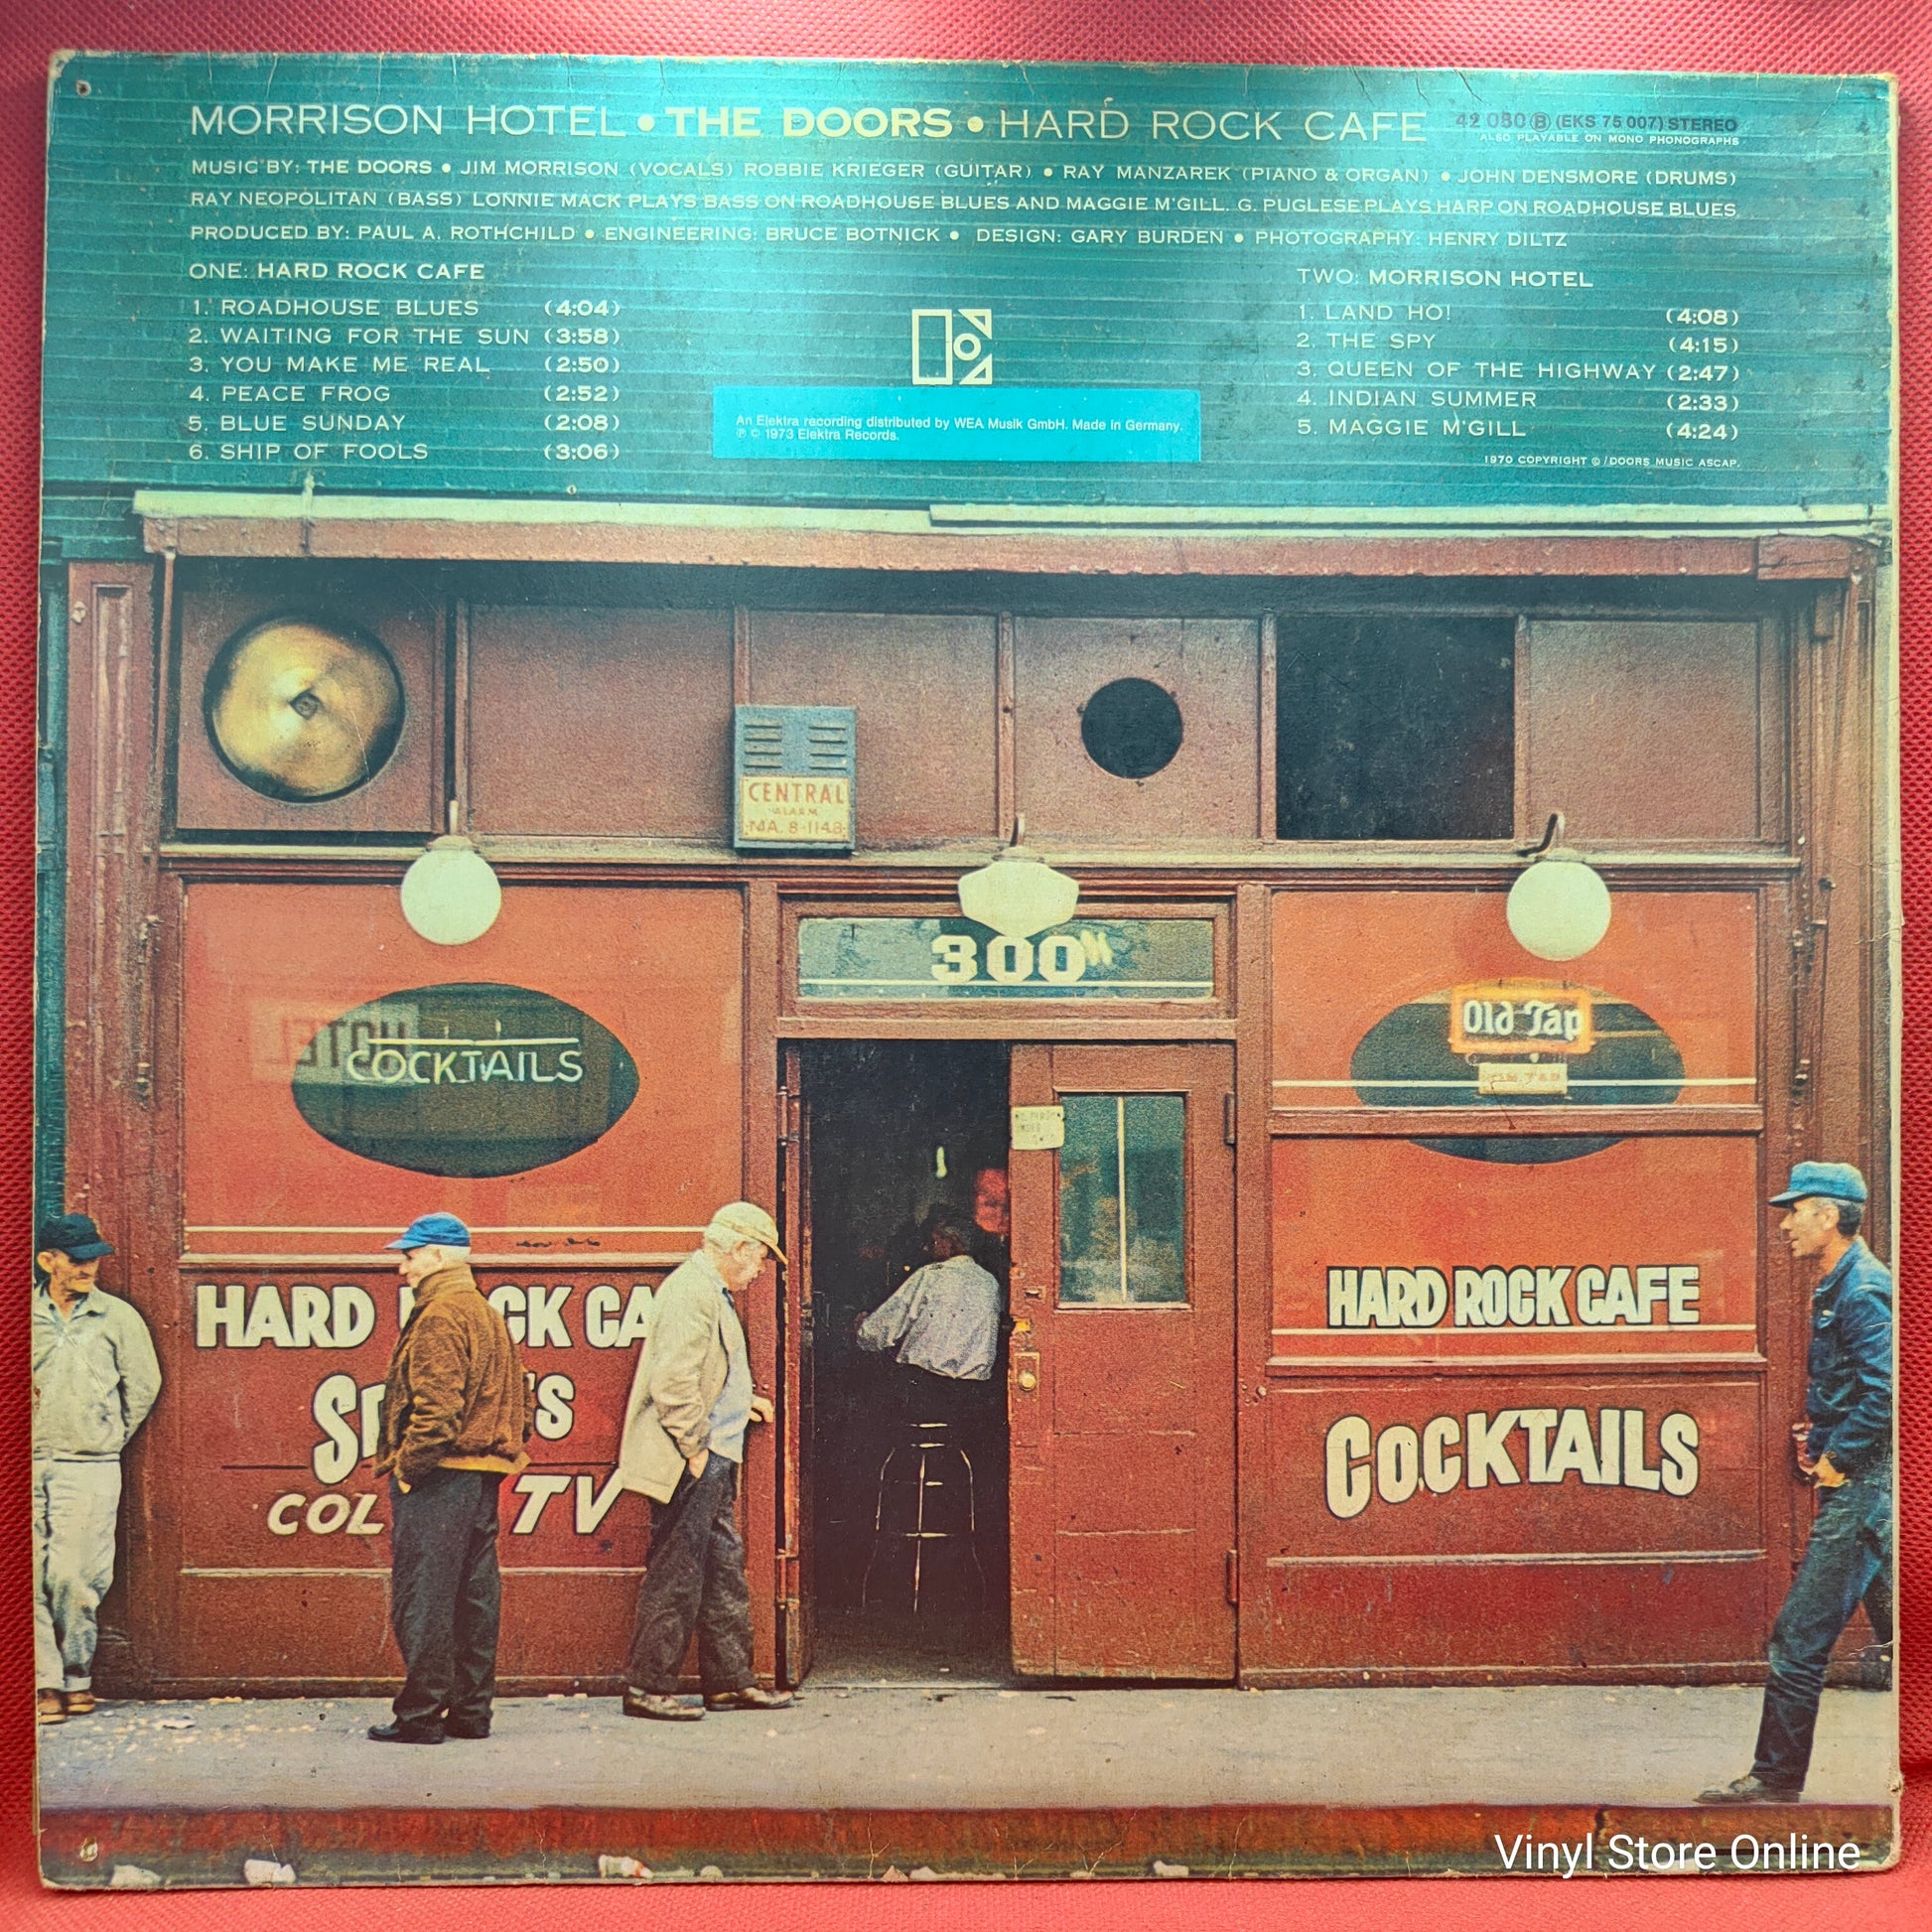 MORRISON HOTEL • THE DOORS • HARD ROCK CAFE 42 080 Ⓑ (EKS 75 007) STEREO
ALSO PLAYABLE ON MONO PHONOGRAPHS
MUSIC BY: THE DOORS • JIM MORRISON (VOCALS) ROBBIE KRIEGER (GUITAR) • RAY MANZAREK (PIANO & ORGAN) • JOHN DENSMORE (DRUMS)
RAY NEOPOLITAN (BASS) LONNIE MACK PLAYS BASS ON ROADHOUSE BLUES AND MAGGIE M'GILL. G. PUGLESE PLAYS HARP ON ROADHOUSE BLUES
PRODUCED BY: PAUL A. ROTHCHILD • ENGINEERING: BRUCE BOTNICK • DESIGN: GARY BURDEN • PHOTOGRAPHY: HENRY DILTZ
ONE: HARD ROCK CAFE
1. ROADHOUSE BLUES (4:04)
2. WAITING FOR THE SUN (3:58)
3. YOU MAKE ME REAL (2:50)
4. PEACE FROG (2:52)
5. BLUE SUNDAY (2:08)
6. SHIP OF FOOLS (3:06)
An Elektra recording distributed by WEA Musik GmbH. Made in Germany.
℗ © 1973 Elektra Records.
TWO: MORRISON HOTEL
1. LAND HO! (4:08)
2. THE SPY (4:15)
3. QUEEN OF THE HIGHWAY (2:47)
4. INDIAN SUMMER (2:33)
5. MAGGIE M'GILL (4:24)
1970 COPYRIGHT © / DOORS MUSIC ASCAP.
CENTRAL
ALARM
MA. 8-1148
300
HOTEL
COCKTAILS
Old Tap
ON TAP
HARD CK CA
S S
COL TV
HARD ROCK CAFE
COCKTAILS
Vinyl Store Online